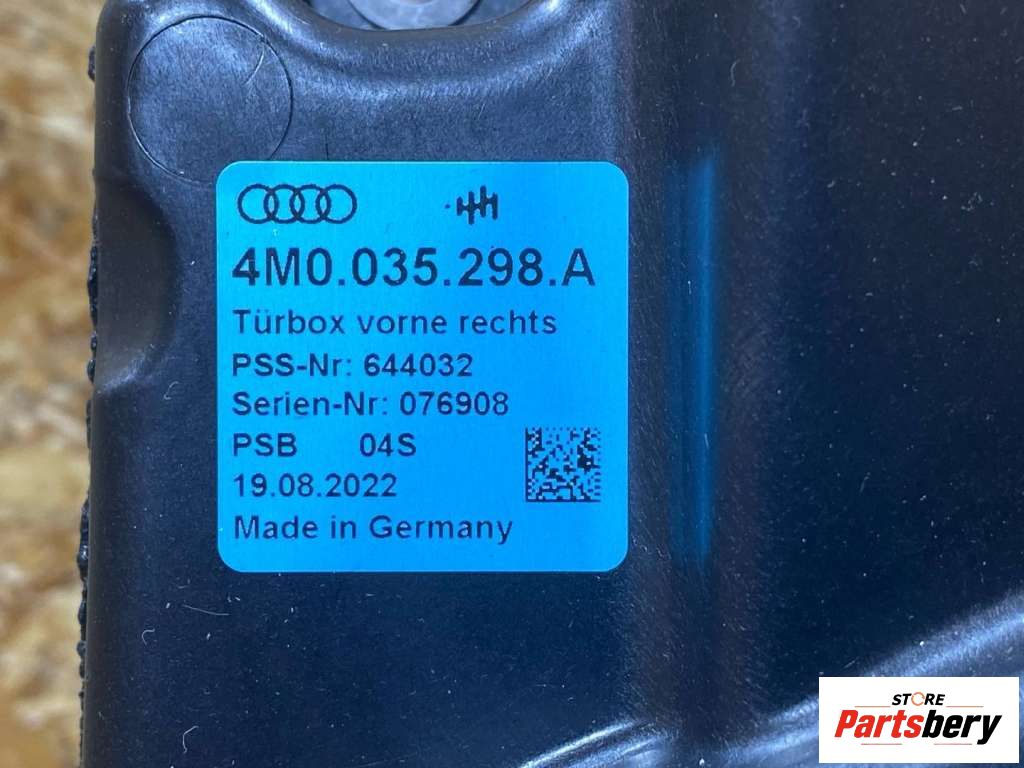 4M0.035.298.A
Türbox vorne rechts
PSS-Nr: 644032
Serien-Nr: 076908
PSB 04S
19.08.2022
Made in Germany
STORE
Partsbery